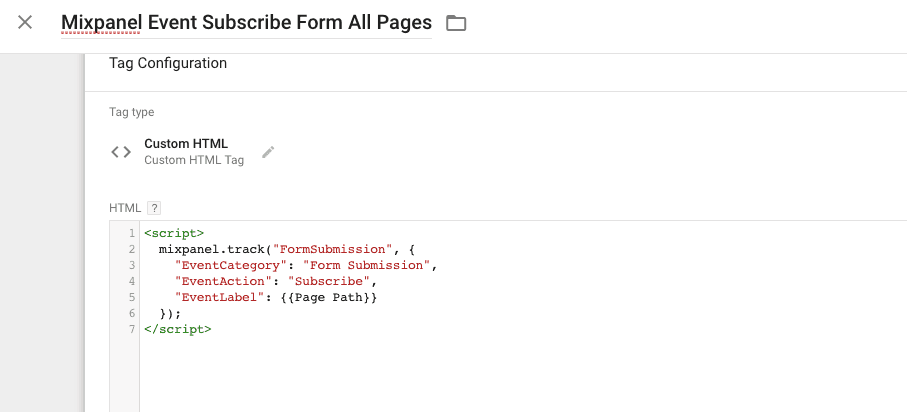 Mixpanel Event Subscribe Form All Pages
Tag Configuration
Tag type
Custom HTML
Custom HTML Tag
HTML ?
1 <script>
2   mixpanel.track("FormSubmission", {
3     "EventCategory": "Form Submission",
4     "EventAction": "Subscribe",
5     "EventLabel": {{Page Path}}
6   });
7 </script>